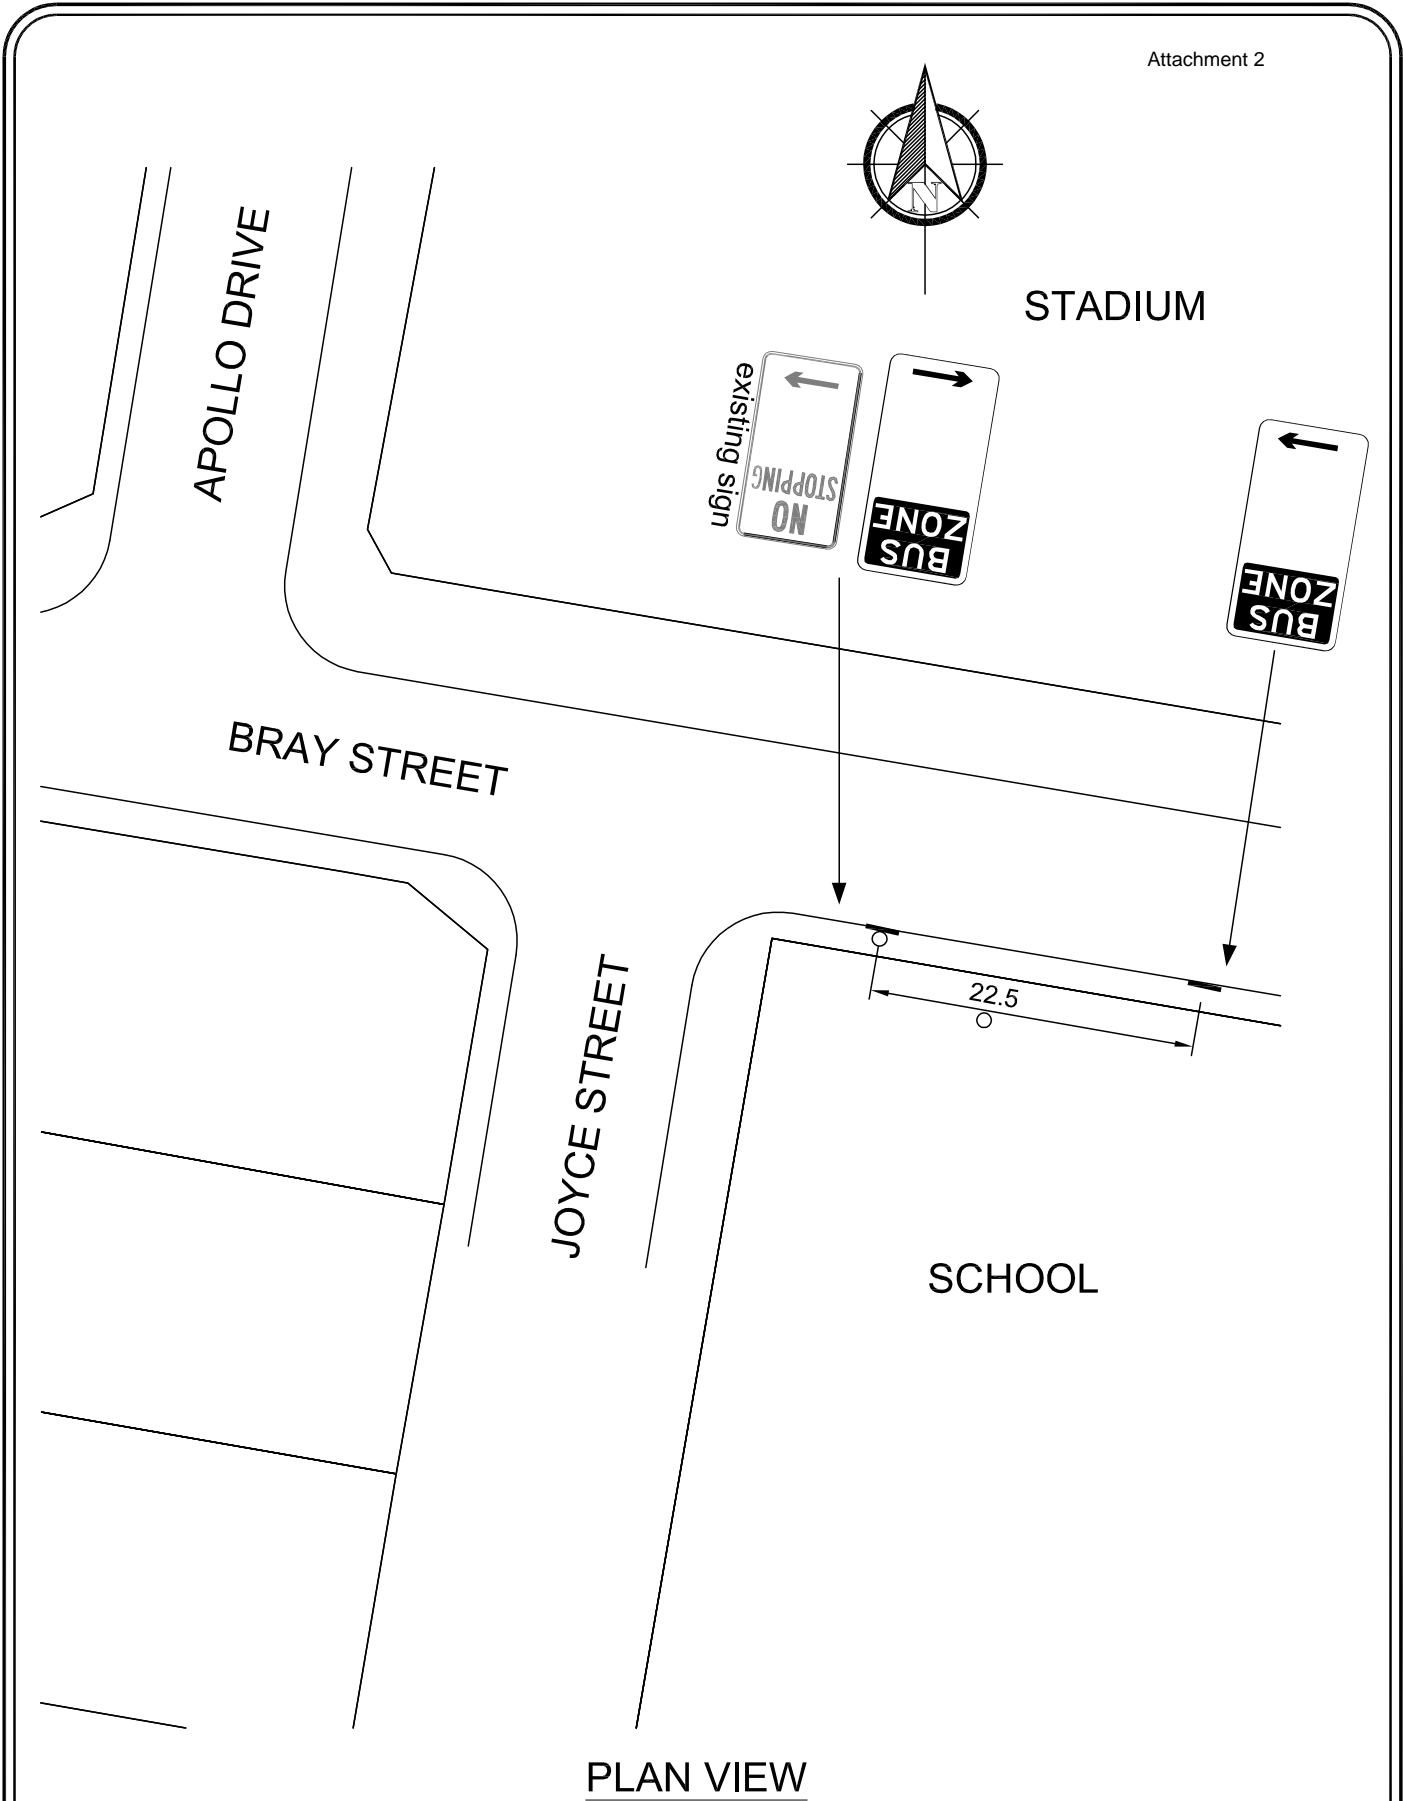 Attachment 2
N
STADIUM
APOLLO DRIVE
existing sign
NO
STOPPING
BUS
ZONE
BUS
ZONE
BRAY STREET
22.5
JOYCE STREET
SCHOOL
PLAN VIEW